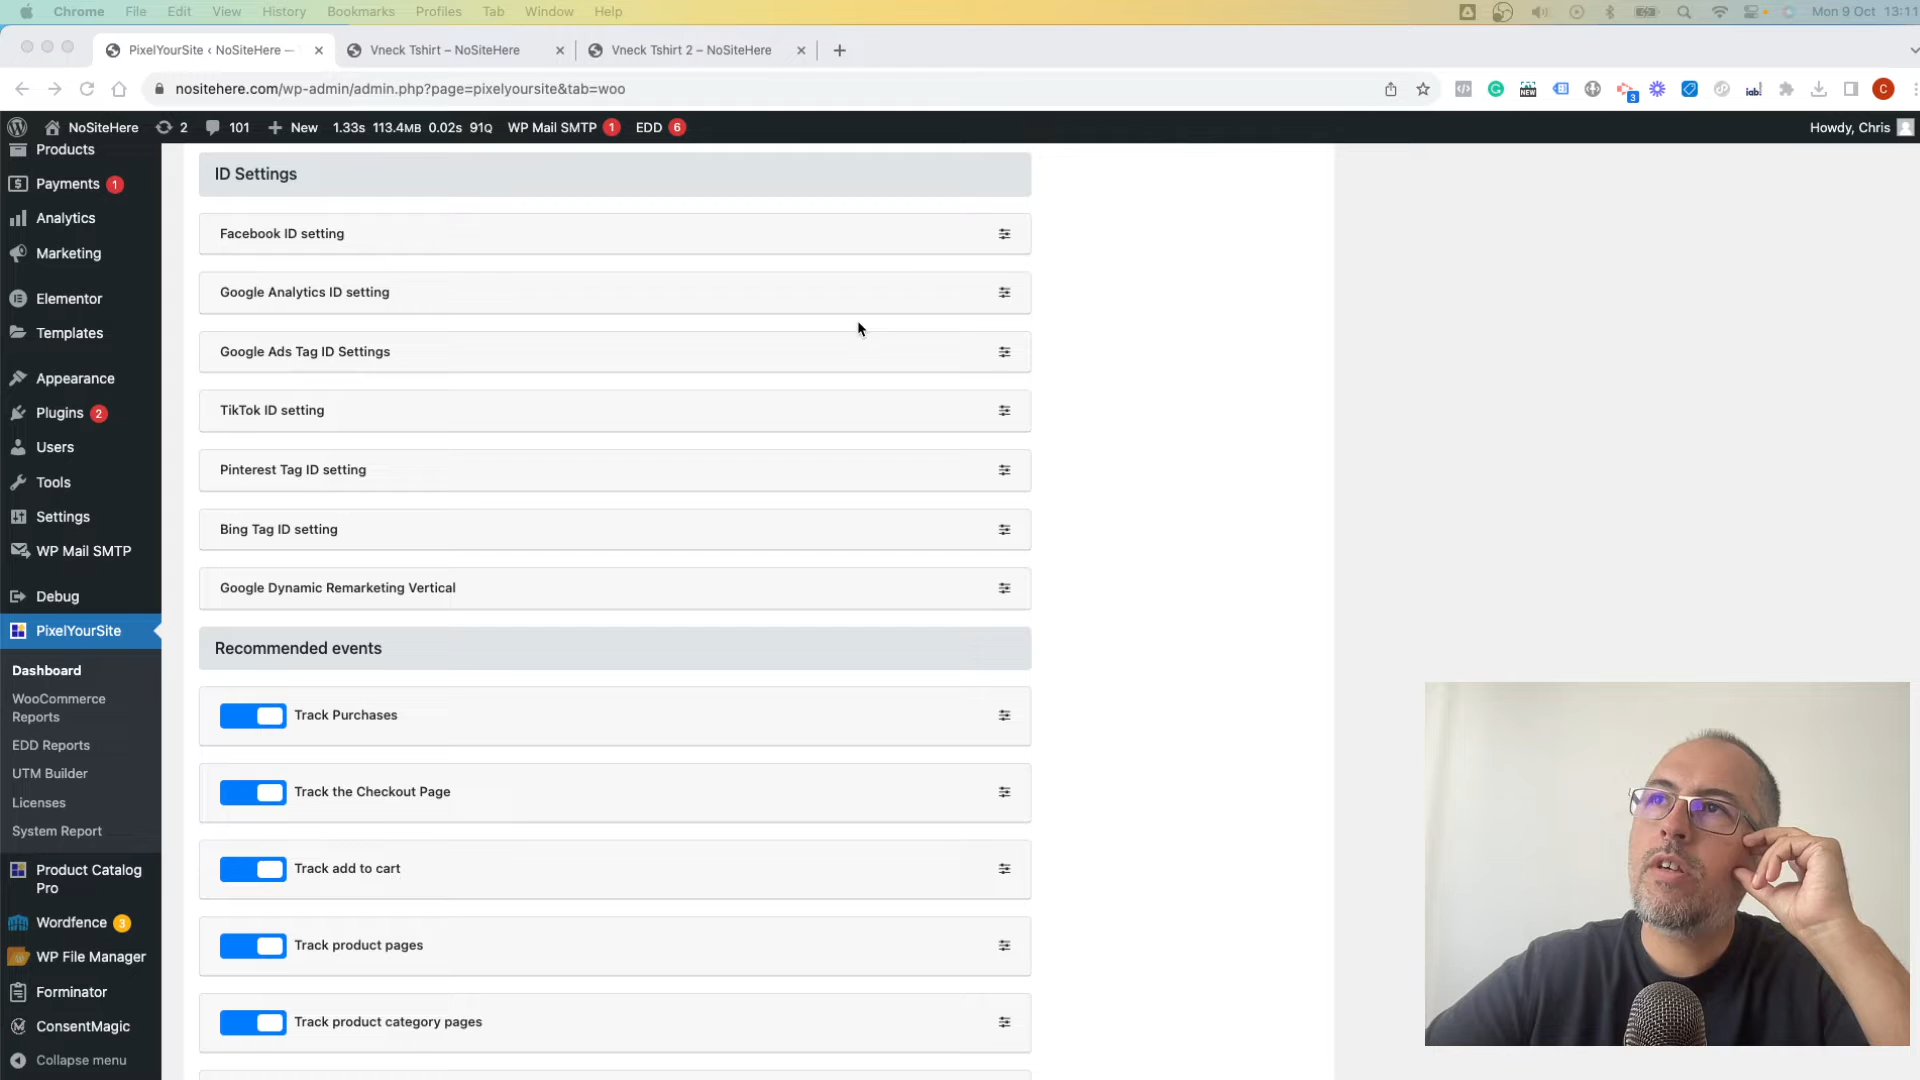 Chrome File Edit View History Bookmarks Profiles Tab Window Help Mon 9 Oct 13:11
PixelYourSite ‹ NoSiteHere —
Vneck Tshirt – NoSiteHere
Vneck Tshirt 2 – NoSiteHere
nositehere.com/wp-admin/admin.php?page=pixelyoursite&tab=woo
NEW
3
iab!
C
NoSiteHere 2 101 New 1.33s 113.4MB 0.02s 91Q WP Mail SMTP 1 EDD 6 Howdy, Chris
Products
Payments 1
Analytics
Marketing
Elementor
Templates
Appearance
Plugins 2
Users
Tools
Settings
WP Mail SMTP
Debug
PixelYourSite
Dashboard
WooCommerce
Reports
EDD Reports
UTM Builder
Licenses
System Report
Product Catalog
Pro
Wordfence 3
WP File Manager
Forminator
ConsentMagic
Collapse menu
ID Settings
Facebook ID setting
Google Analytics ID setting
Google Ads Tag ID Settings
TikTok ID setting
Pinterest Tag ID setting
Bing Tag ID setting
Google Dynamic Remarketing Vertical
Recommended events
Track Purchases
Track the Checkout Page
Track add to cart
Track product pages
Track product category pages